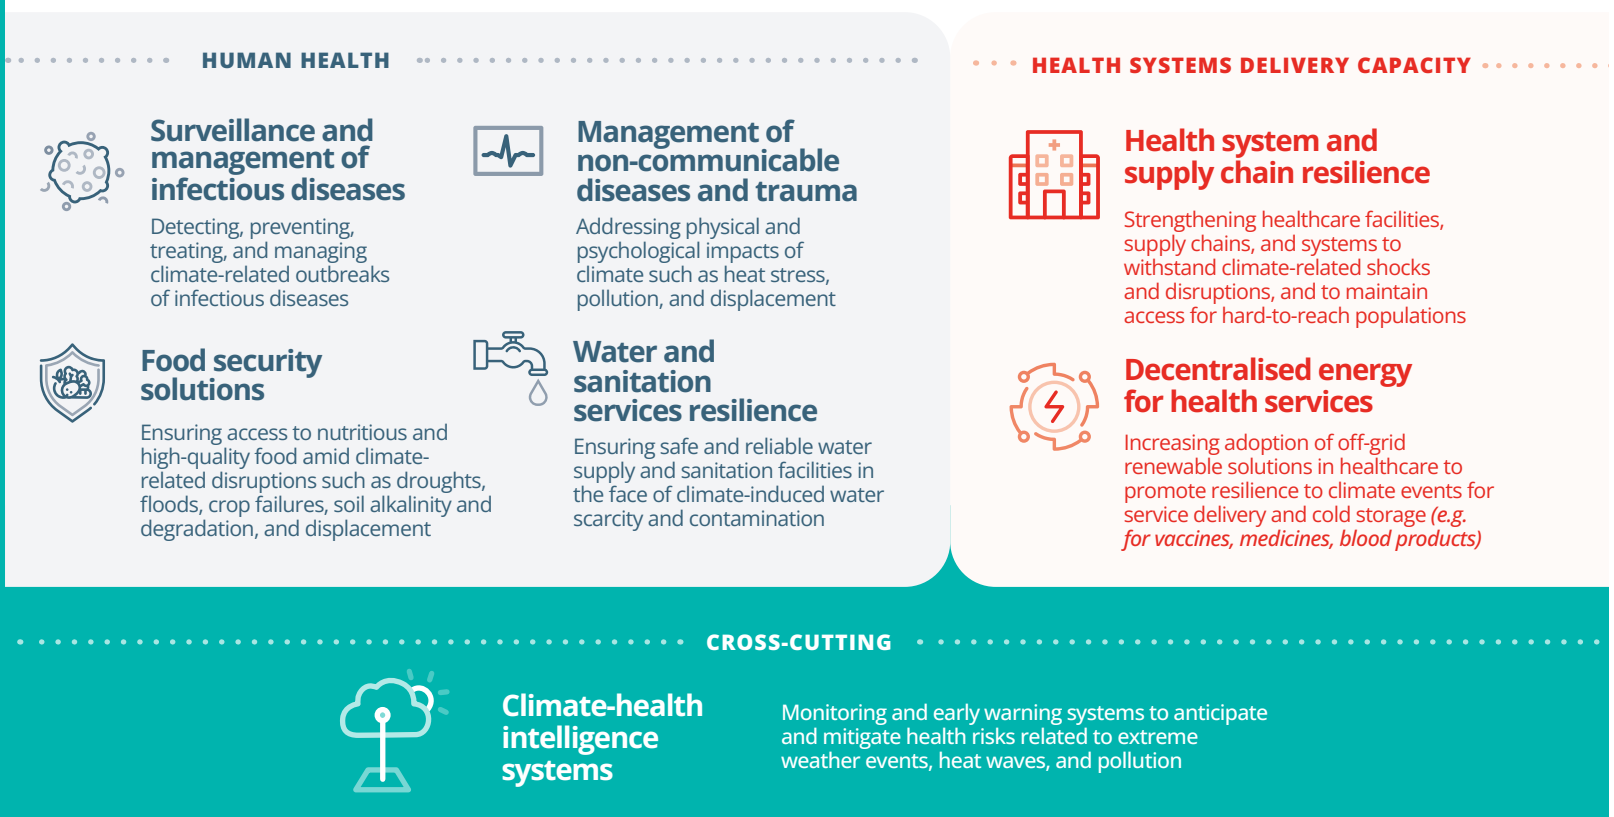 HUMAN HEALTH
Surveillance and
management of
infectious diseases
Detecting, preventing,
treating, and managing
climate-related outbreaks
of infectious diseases
Management of
non-communicable
diseases and trauma
Addressing physical and
psychological impacts of
climate such as heat stress,
pollution, and displacement
Food security
solutions
Ensuring access to nutritious and
high-quality food amid climate-
related disruptions such as droughts,
floods, crop failures, soil alkalinity and
degradation, and displacement
Water and
sanitation
services resilience
Ensuring safe and reliable water
supply and sanitation facilities in
the face of climate-induced water
scarcity and contamination
HEALTH SYSTEMS DELIVERY CAPACITY
Health system and
supply chain resilience
Strengthening healthcare facilities,
supply chains, and systems to
withstand climate-related shocks
and disruptions, and to maintain
access for hard-to-reach populations
Decentralised energy
for health services
Increasing adoption of off-grid
renewable solutions in healthcare to
promote resilience to climate events for
service delivery and cold storage (e.g.
for vaccines, medicines, blood products)
CROSS-CUTTING
Climate-health
intelligence
systems
Monitoring and early warning systems to anticipate
and mitigate health risks related to extreme
weather events, heat waves, and pollution